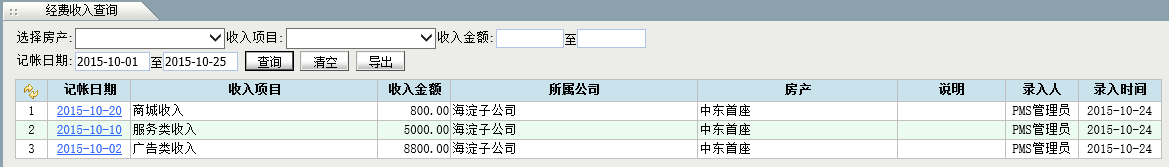 经费收入查询
选择房产: 收入项目: 收入金额: 至
记帐日期: 2015-10-01 至 2015-10-25 查询 清空 导出
记帐日期 收入项目 收入金额 所属公司 房产 说明 录入人 录入时间
1 2015-10-20 商城收入 800.00 海淀子公司 中东首座 PMS管理员 2015-10-24
2 2015-10-10 服务类收入 5000.00 海淀子公司 中东首座 PMS管理员 2015-10-24
3 2015-10-02 广告类收入 8800.00 海淀子公司 中东首座 PMS管理员 2015-10-24